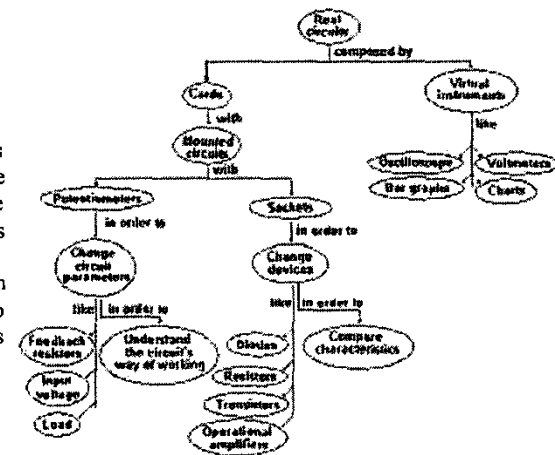 Real
circuits
composed by
Cards
Virtual
instruments
with
like
Mounted
circuits
with
Oscilloscope
Voltmeters
Bar graphs
Charts
Potentiometers
Sockets
in order to
in order to
Change
circuit
parameters
Change
devices
like
in order to
like
in order to
Feedback
resistors
Understand
the circuit's
way of working
Diodes
Compare
characteristics
Input
voltage
Resistors
Transistors
Load
Operational
amplifiers